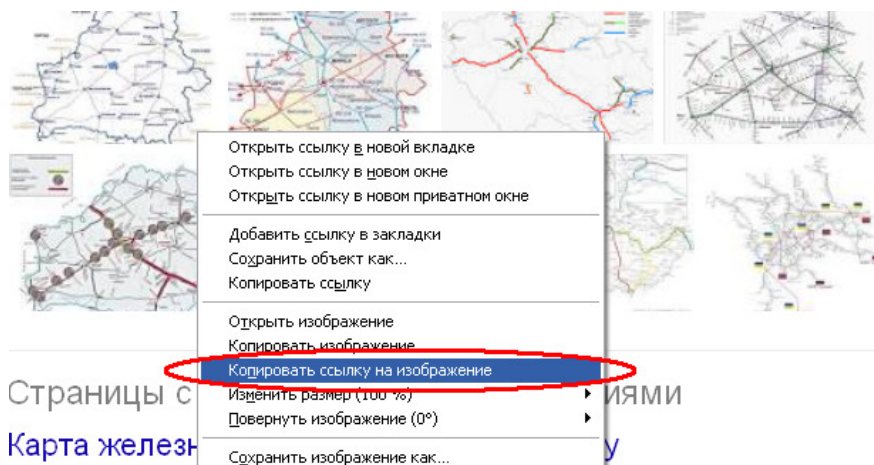 Открыть ссылку в новой вкладке
Открыть ссылку в новом окне
Открыть ссылку в новом приватном окне
Добавить ссылку в закладки
Сохранить объект как...
Копировать ссылку
Открыть изображение
Копировать изображение
Копировать ссылку на изображение
Страницы с
иями
Изменить размер (100 %)
Повернуть изображение (0°)
Карта железн
у
Сохранить изображение как...